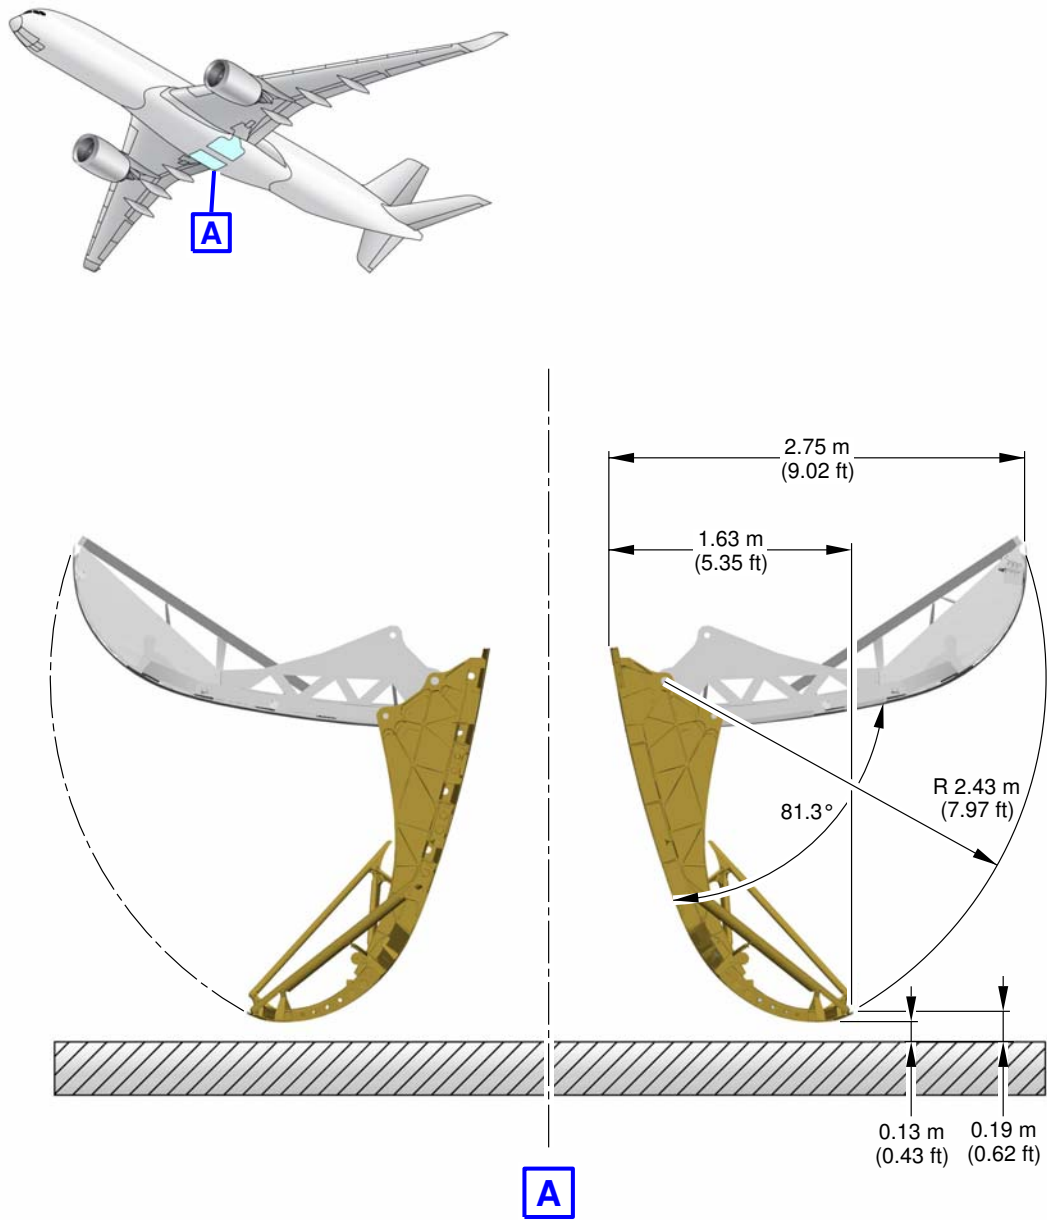 A
2.75 m
(9.02 ft)
1.63 m
(5.35 ft)
R 2.43 m
(7.97 ft)
81.3°
0.13 m
(0.43 ft)
0.19 m
(0.62 ft)
A